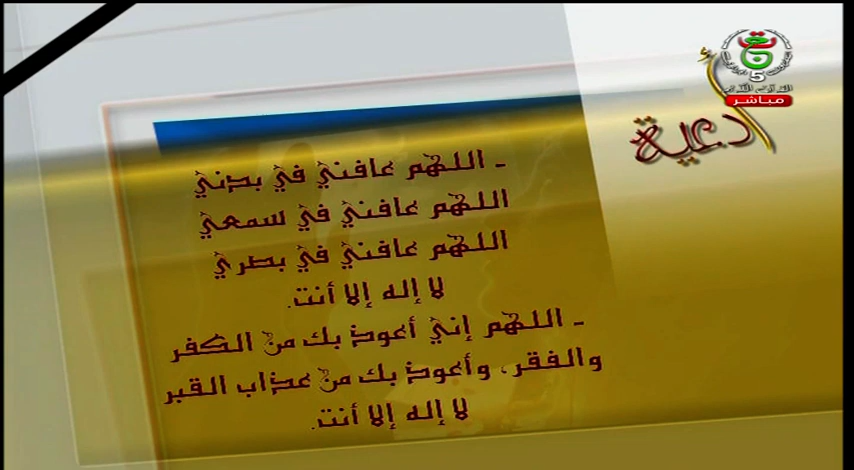 أدعية
5
مباشر
- اللهم عافني في بدني
اللهم عافني في سمعي
اللهم عافني في بصري
لا إله إلا أنت.
- اللهم إني أعوذ بك من الكفر
والفقر، وأعوذ بك من عذاب القبر
لا إله إلا أنت.